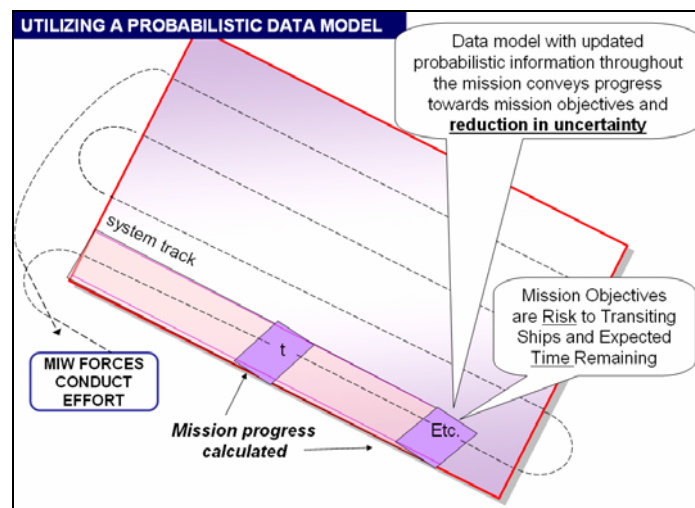 UTILIZING A PROBABILISTIC DATA MODEL
Data model with updated
probabilistic information throughout
the mission conveys progress
towards mission objectives and
reduction in uncertainty
system track
Mission Objectives
are Risk to Transiting
Ships and Expected
Time Remaining
t
MIW FORCES
CONDUCT
EFFORT
Etc.
Mission progress
calculated